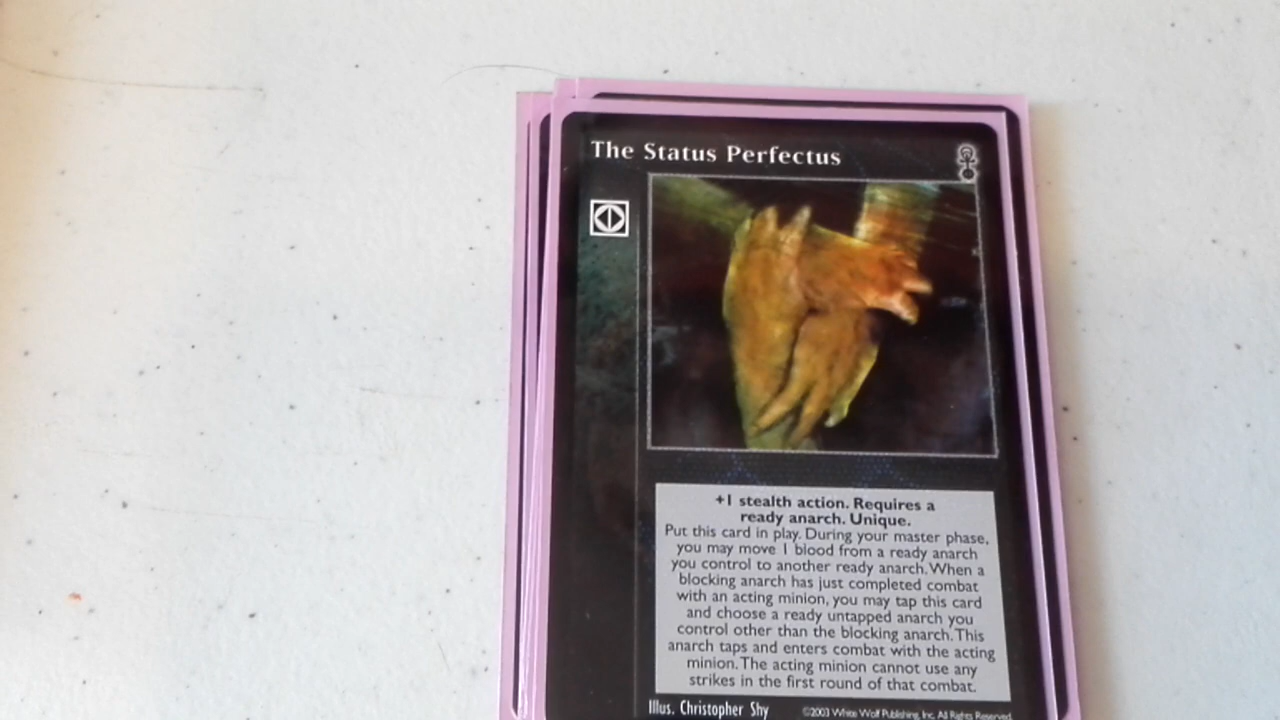 The Status Perfectus
+1 stealth action. Requires a
ready anarch. Unique.
Put this card in play. During your master phase,
you may move 1 blood from a ready anarch
you control to another ready anarch. When a
blocking anarch has just completed combat
with an acting minion, you may tap this card
and choose a ready untapped anarch you
control other than the blocking anarch. This
anarch taps and enters combat with the acting
minion. The acting minion cannot use any
strikes in the first round of that combat.
Illus. Christopher Shy
©2003 White Wolf Publishing, Inc. All Rights Reserved.